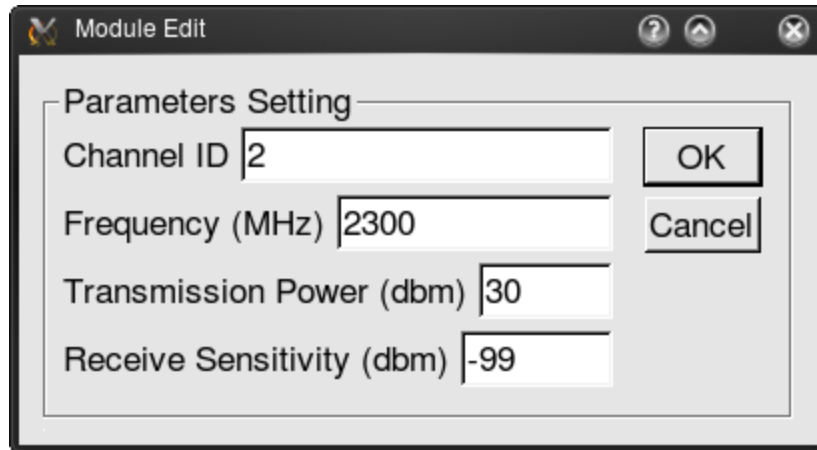 Module Edit
Parameters Setting
Channel ID 2
OK
Frequency (MHz) 2300
Cancel
Transmission Power (dbm) 30
Receive Sensitivity (dbm) -99